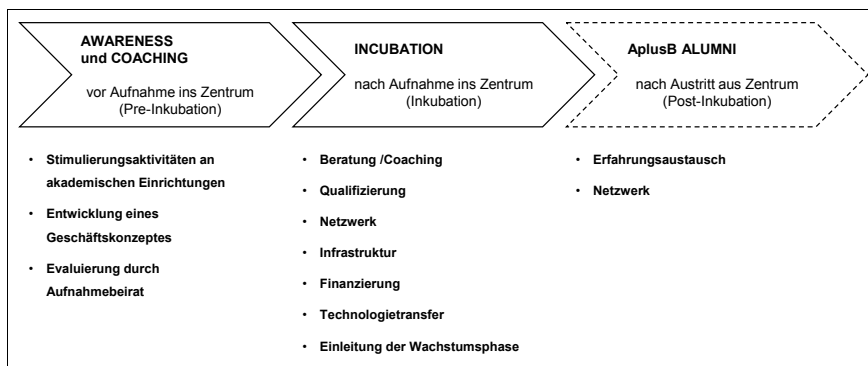 AWARENESS
und COACHING
vor Aufnahme ins Zentrum
(Pre-Inkubation)
INCUBATION
nach Aufnahme ins Zentrum
(Inkubation)
AplusB ALUMNI
nach Austritt aus Zentrum
(Post-Inkubation)
• Stimulierungsaktivitäten an
akademischen Einrichtungen
• Entwicklung eines
Geschäftskonzeptes
• Evaluierung durch
Aufnahmebeirat
• Beratung /Coaching
• Qualifizierung
• Netzwerk
• Infrastruktur
• Finanzierung
• Technologietransfer
• Einleitung der Wachstumsphase
• Erfahrungsaustausch
• Netzwerk